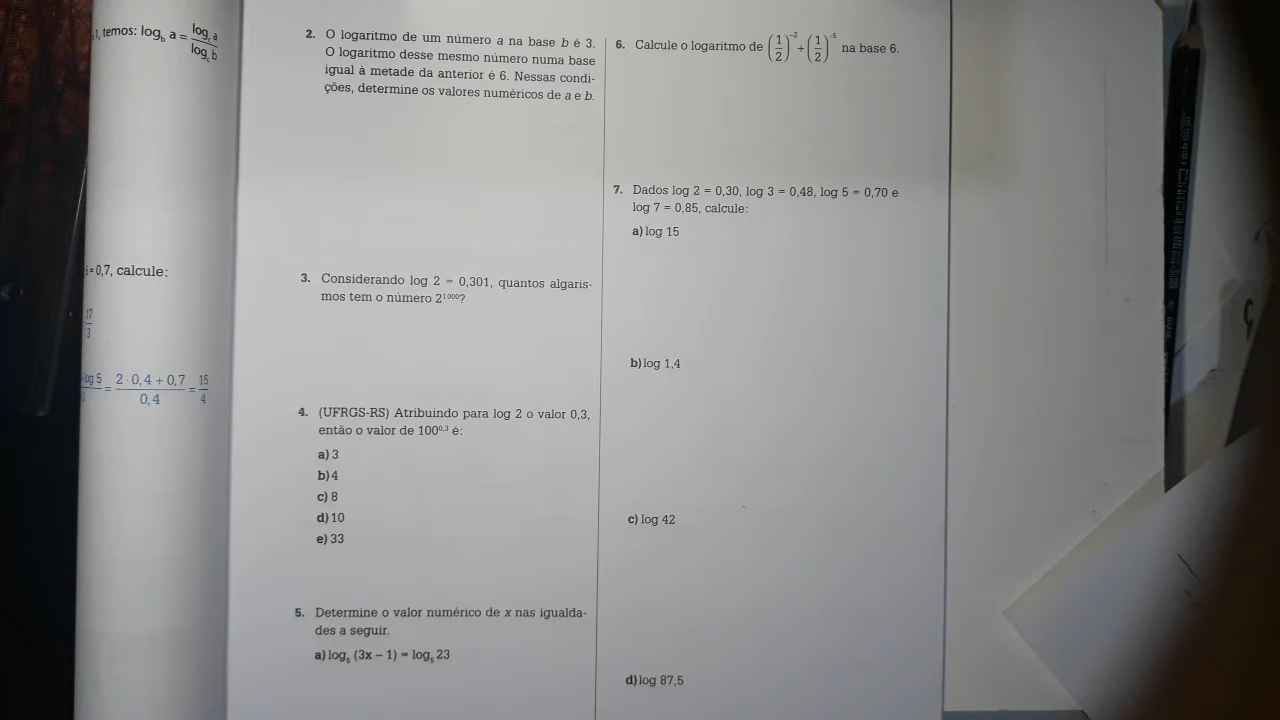 temos: log_b a = log_c a / log_c b
= 0,7, calcule:
17/3
log 5 / = 2 · 0,4 + 0,7 / 0,4 = 15/4
2. O logaritmo de um número a na base b é 3.
O logaritmo desse mesmo número numa base
igual à metade da anterior é 6. Nessas condi-
ções, determine os valores numéricos de a e b.
3. Considerando log 2 = 0,301, quantos algaris-
mos tem o número 2¹⁰⁰⁰?
4. (UFRGS-RS) Atribuindo para log 2 o valor 0,3,
então o valor de 100^0,3 é:
a) 3
b) 4
c) 8
d) 10
e) 33
5. Determine o valor numérico de x nas igualda-
des a seguir.
a) log₅ (3x – 1) = log₅ 23
6. Calcule o logaritmo de (1/2)⁻² + (1/2)⁻⁵ na base 6.
7. Dados log 2 = 0,30, log 3 = 0,48, log 5 = 0,70 e
log 7 = 0,85, calcule:
a) log 15
b) log 1,4
c) log 42
d) log 87,5